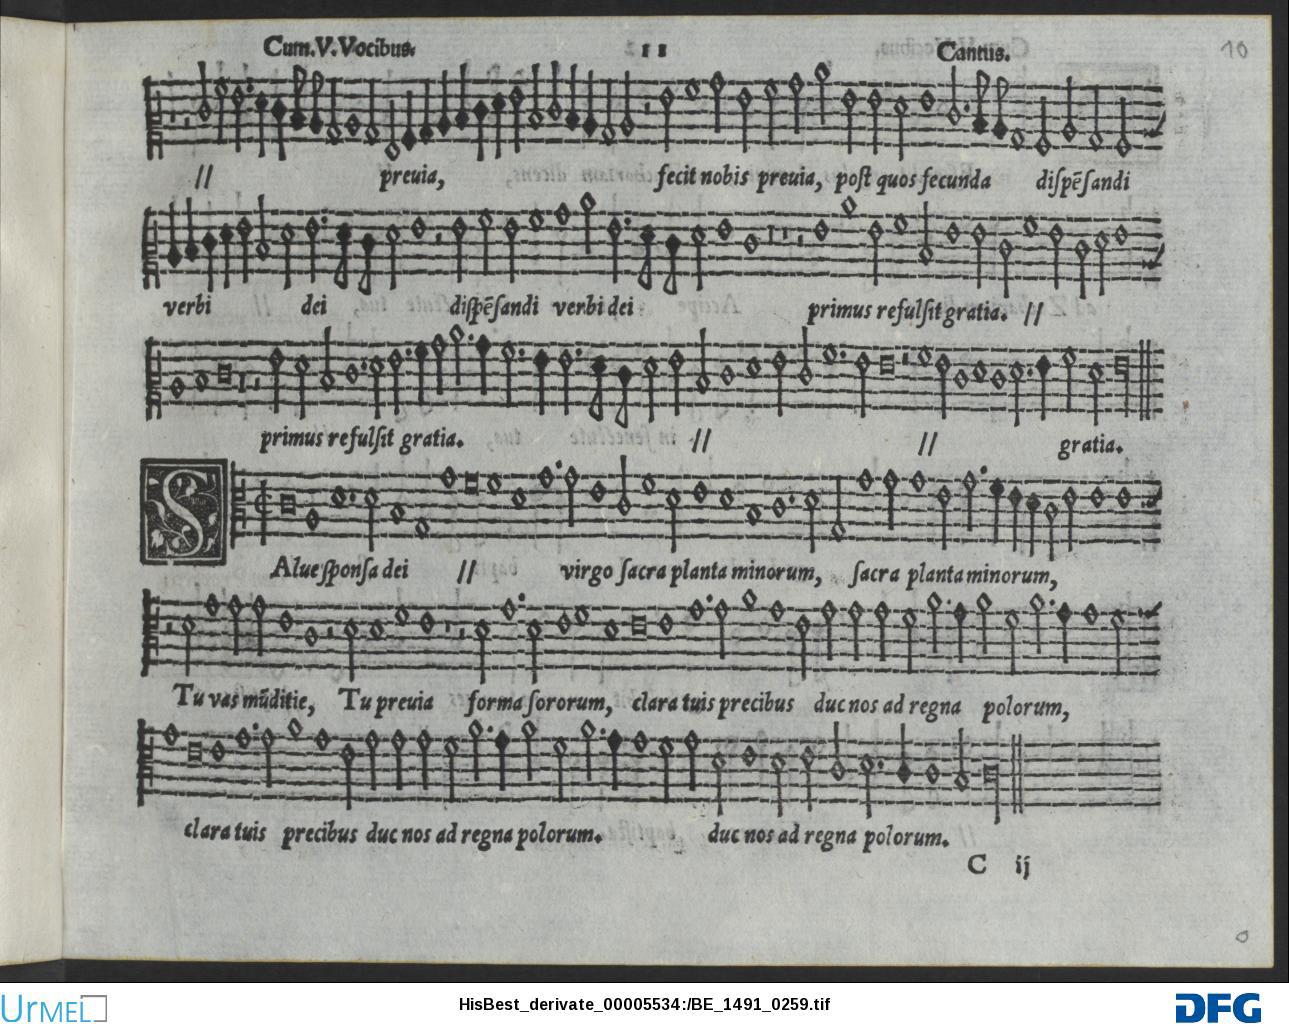 Cum.V.Vocibus. 11 Cantus. 10
// preuia, fecit nobis preuia, post quos fecunda dispēsandi
verbi dei dispēsandi verbi dei primus refulsit gratia. //
primus refulsit gratia. // // gratia.
SAlue sponsa dei // virgo sacra planta minorum, sacra planta minorum,
Tu vas mūditie, Tu preuia forma sororum, clara tuis precibus duc nos ad regna polorum,
clara tuis precibus duc nos ad regna polorum. duc nos ad regna polorum.
C ij
UrMEL HisBest_derivate_00005534:/BE_1491_0259.tif DFG